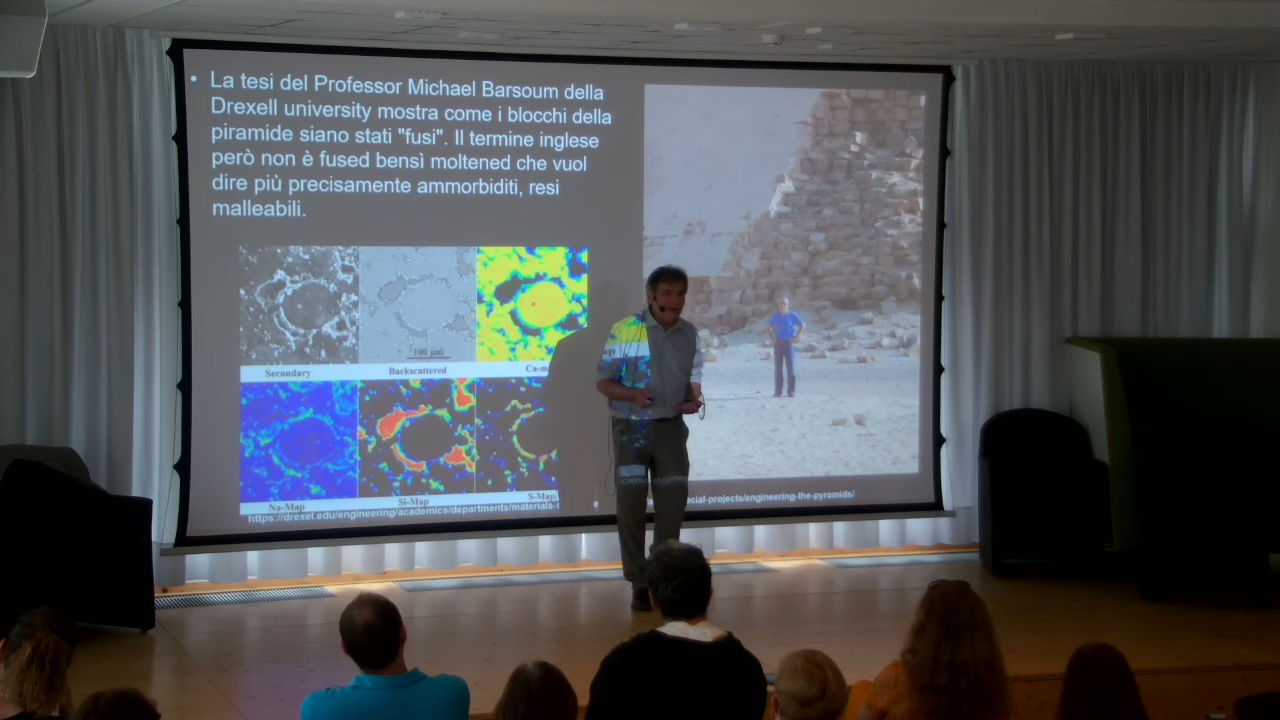 • La tesi del Professor Michael Barsoum della
Drexell university mostra come i blocchi della
piramide siano stati "fusi". Il termine inglese
però non è fused bensì moltened che vuol
dire più precisamente ammorbiditi, resi
malleabili.
100 µm
Secondary Backscattered Ca-m
Na-Map Si-Map S-Map
https://drexel.edu/engineering/academics/departments/materials-
ecial-projects/engineering-the-pyramids/